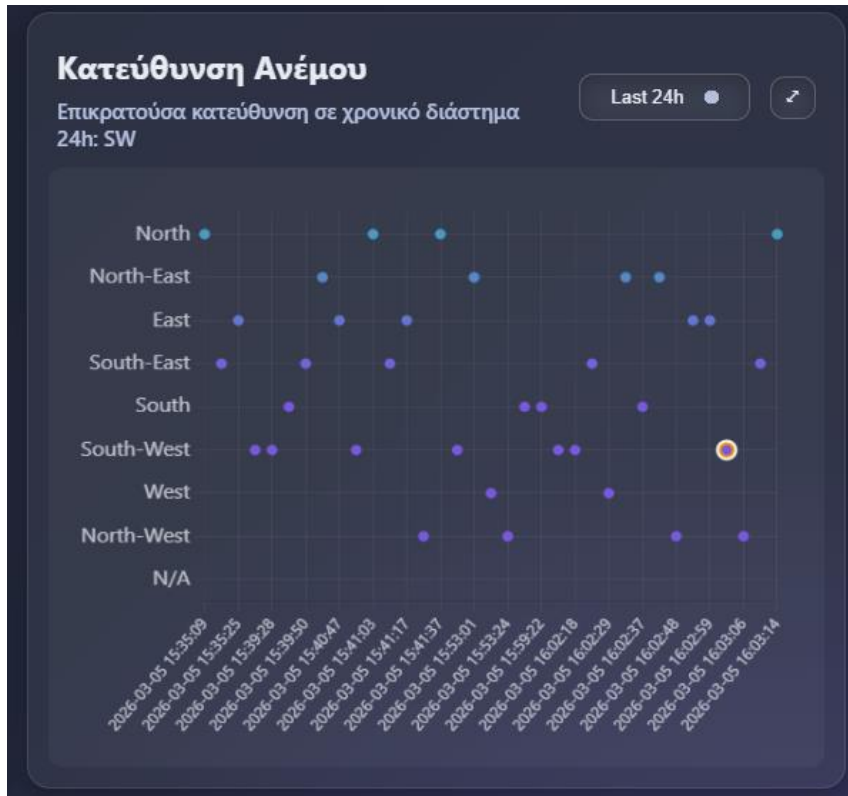 Κατεύθυνση Ανέμου
Επικρατούσα κατεύθυνση σε χρονικό διάστημα
24h: SW
Last 24h
North
North-East
East
South-East
South
South-West
West
North-West
N/A
2026-03-05 15:35:09
2026-03-05 15:35:25
2026-03-05 15:39:28
2026-03-05 15:39:50
2026-03-05 15:40:47
2026-03-05 15:41:03
2026-03-05 15:41:17
2026-03-05 15:41:37
2026-03-05 15:53:01
2026-03-05 15:53:24
2026-03-05 15:59:22
2026-03-05 16:02:18
2026-03-05 16:02:29
2026-03-05 16:02:37
2026-03-05 16:02:48
2026-03-05 16:02:59
2026-03-05 16:03:06
2026-03-05 16:03:14